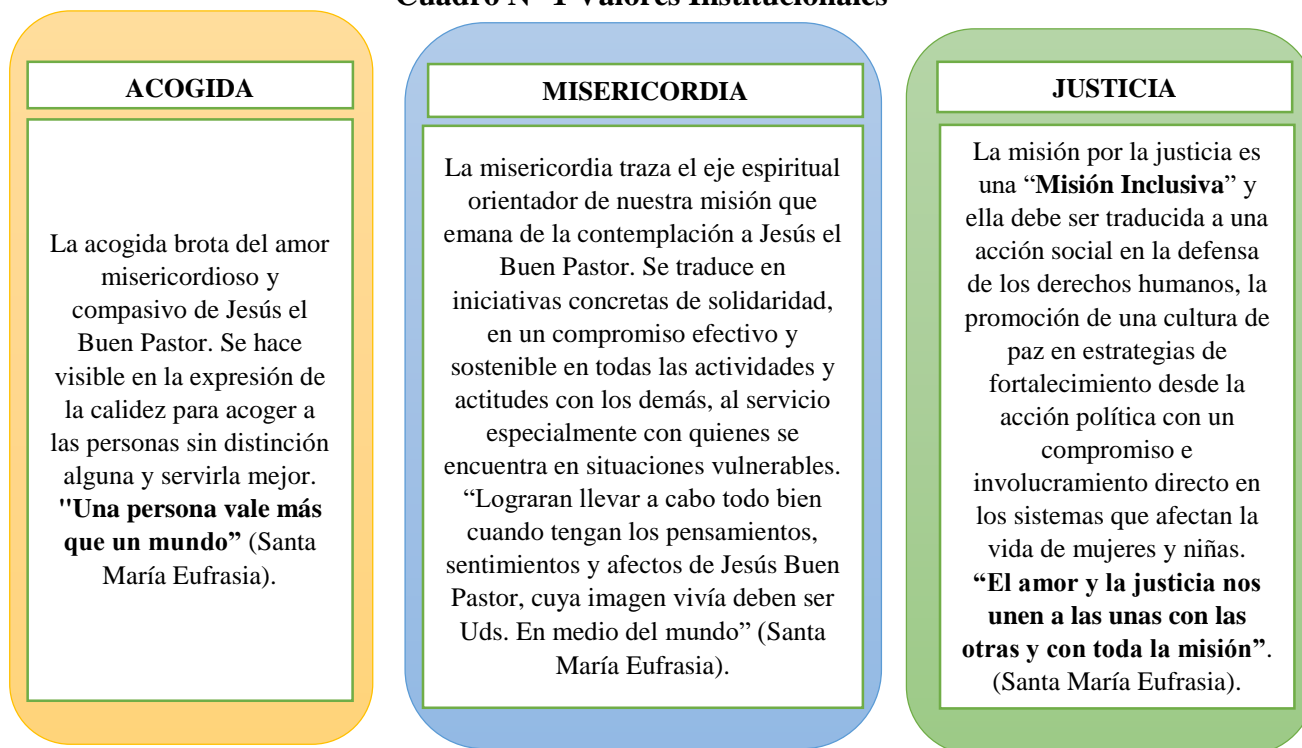 Cuadro N° 1 Valores Institucionales
ACOGIDA
La acogida brota del amor
misericordioso y
compasivo de Jesús el
Buen Pastor. Se hace
visible en la expresión de
la calidez para acoger a
las personas sin distinción
alguna y servirla mejor.
"Una persona vale más
que un mundo” (Santa
María Eufrasia).
MISERICORDIA
La misericordia traza el eje espiritual
orientador de nuestra misión que
emana de la contemplación a Jesús el
Buen Pastor. Se traduce en
iniciativas concretas de solidaridad,
en un compromiso efectivo y
sostenible en todas las actividades y
actitudes con los demás, al servicio
especialmente con quienes se
encuentra en situaciones vulnerables.
“Lograran llevar a cabo todo bien
cuando tengan los pensamientos,
sentimientos y afectos de Jesús Buen
Pastor, cuya imagen vivía deben ser
Uds. En medio del mundo” (Santa
María Eufrasia).
JUSTICIA
La misión por la justicia es
una “Misión Inclusiva” y
ella debe ser traducida a una
acción social en la defensa
de los derechos humanos, la
promoción de una cultura de
paz en estrategias de
fortalecimiento desde la
acción política con un
compromiso e
involucramiento directo en
los sistemas que afectan la
vida de mujeres y niñas.
“El amor y la justicia nos
unen a las unas con las
otras y con toda la misión”.
(Santa María Eufrasia).